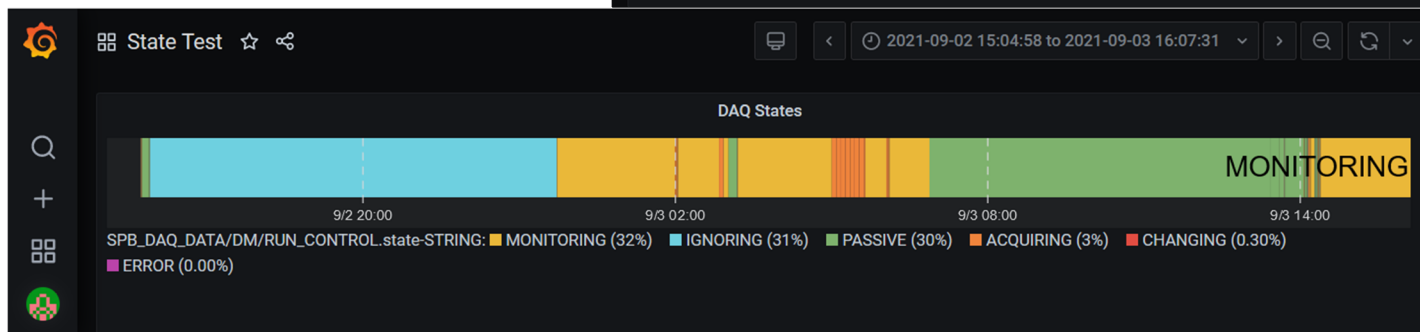 State Test
2021-09-02 15:04:58 to 2021-09-03 16:07:31
DAQ States
MONITORING
9/2 20:00 9/3 02:00 9/3 08:00 9/3 14:00
SPB_DAQ_DATA/DM/RUN_CONTROL.state-STRING: MONITORING (32%) IGNORING (31%) PASSIVE (30%) ACQUIRING (3%) CHANGING (0.30%)
ERROR (0.00%)